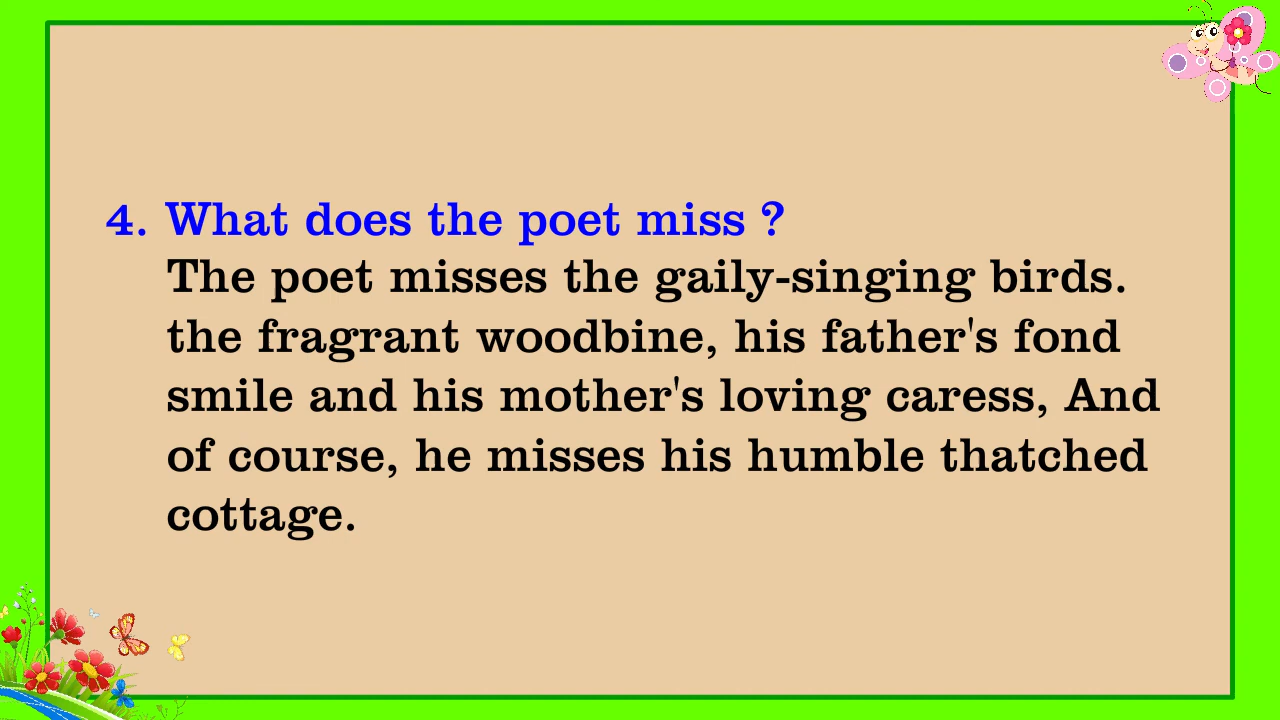 4. What does the poet miss ?
The poet misses the gaily-singing birds.
the fragrant woodbine, his father's fond
smile and his mother's loving caress, And
of course, he misses his humble thatched
cottage.